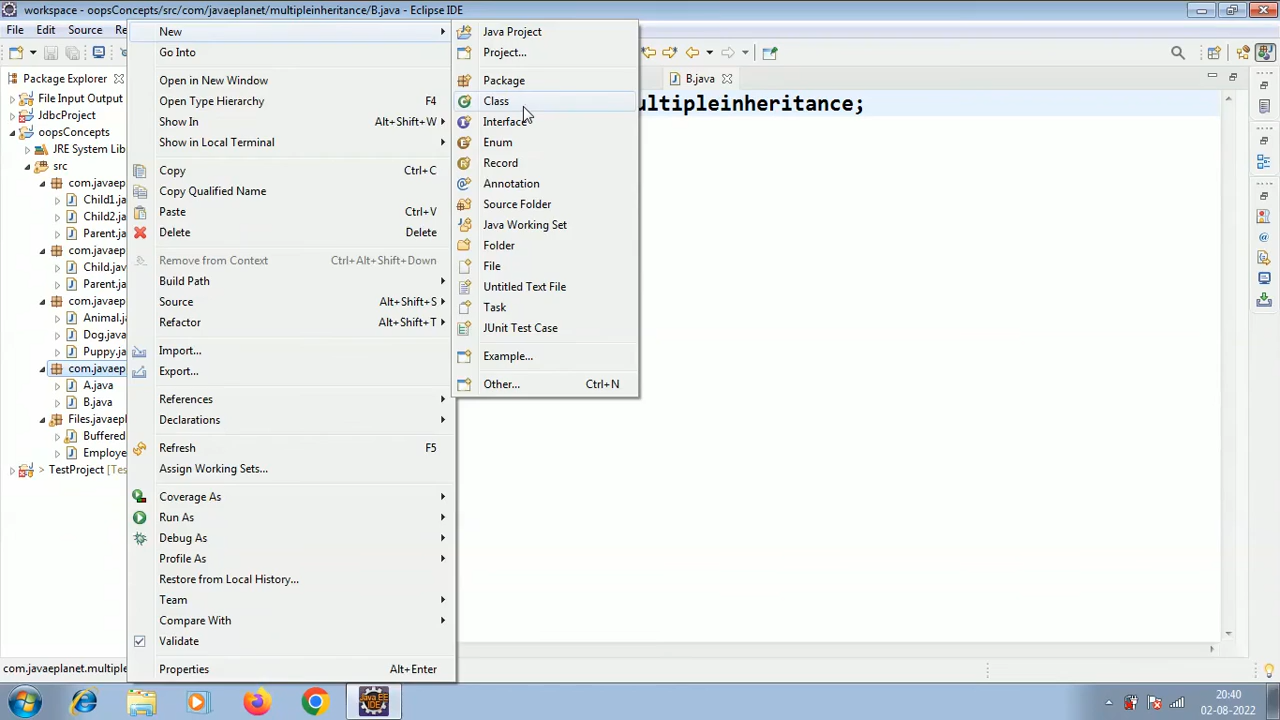 workspace - oopsConcepts/src/com/javaeplanet/multipleinheritance/B.java - Eclipse IDE
File
Edit
Source
Package Explorer
File Input Output
JdbcProject
oopsConcepts
JRE System Lib
src
com.javaep
Child1.j
Child2.j
Parent.j
com.javaep
Child.ja
Parent.j
com.javaep
Animal.j
Dog.jav
Puppy.ja
com.javaep
A.java
B.java
Files.javaepl
Buffered
Employe
> TestProject [Tes
com.javaeplanet.multiple
New
Go Into
Open in New Window
Open Type Hierarchy F4
Show In Alt+Shift+W
Show in Local Terminal
Copy Ctrl+C
Copy Qualified Name
Paste Ctrl+V
Delete Delete
Remove from Context Ctrl+Alt+Shift+Down
Build Path
Source Alt+Shift+S
Refactor Alt+Shift+T
Import...
Export...
References
Declarations
Refresh F5
Assign Working Sets...
Coverage As
Run As
Debug As
Profile As
Restore from Local History...
Team
Compare With
Validate
Properties Alt+Enter
Java Project
Project...
Package
Class
Interface
Enum
Record
Annotation
Source Folder
Java Working Set
Folder
File
Untitled Text File
Task
JUnit Test Case
Example...
Other... Ctrl+N
B.java
ultipleinheritance;
Java EE
IDE
20:40
02-08-2022